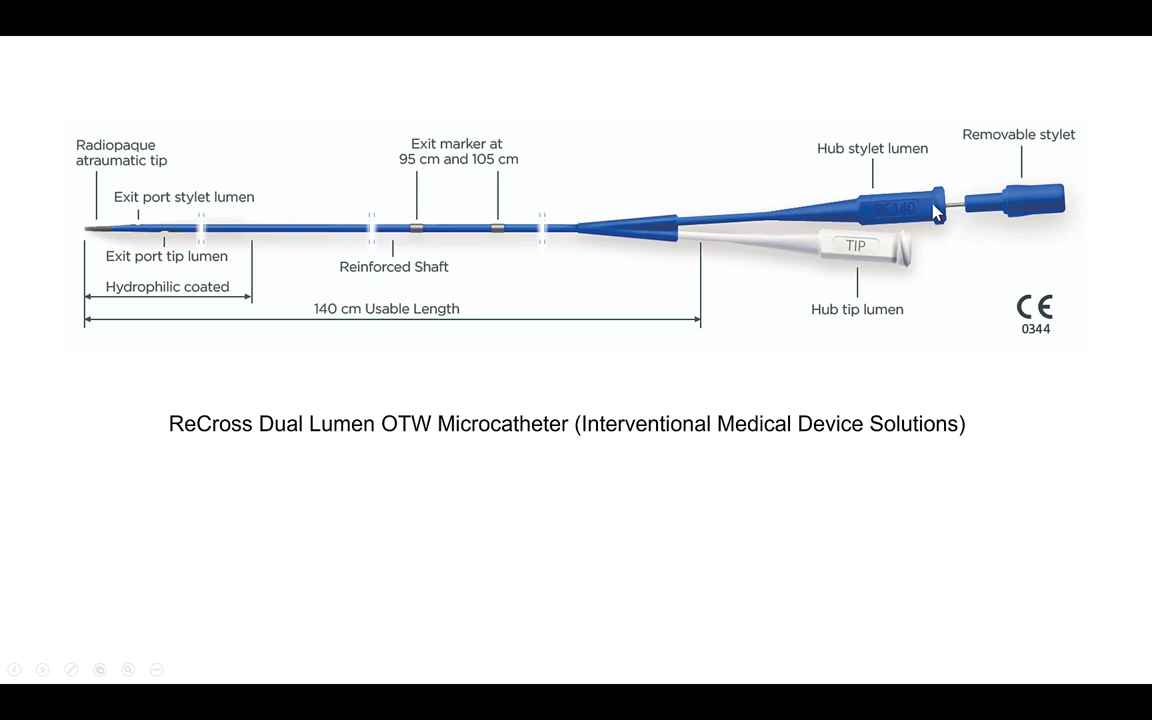 Radiopaque
atraumatic tip
Exit port stylet lumen
Exit port tip lumen
Hydrophilic coated
Exit marker at
95 cm and 105 cm
Reinforced Shaft
140 cm Usable Length
Hub stylet lumen
Removable stylet
RC140
TIP
Hub tip lumen
CE
0344
ReCross Dual Lumen OTW Microcatheter (Interventional Medical Device Solutions)